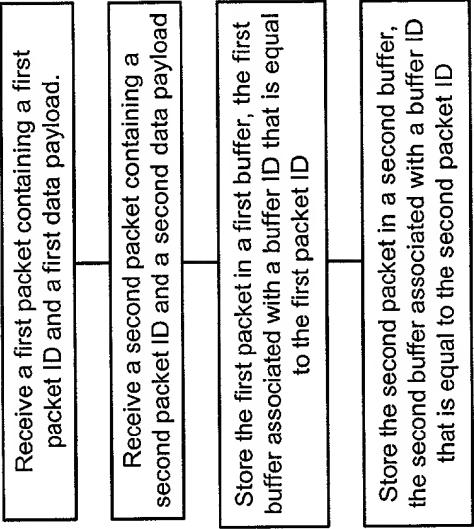 Receive a first packet containing a first
packet ID and a first data payload.
Receive a second packet containing a
second packet ID and a second data payload
Store the first packet in a first buffer, the first
buffer associated with a buffer ID that is equal
to the first packet ID
Store the second packet in a second buffer,
the second buffer associated with a buffer ID
that is equal to the second packet ID